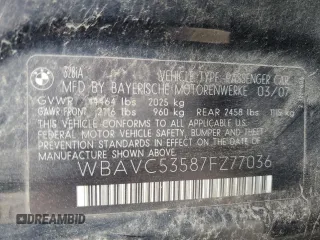 328iA VEHICLE TYPE-PASSENGER CAR
MFD BY BAYERISCHE MOTORENWERKE 03/07
GVWR 4464 lbs 2025 kg
GAWR FRONT 2116 lbs 960 kg REAR 2458 lbs 1115 kg
THIS VEHICLE CONFORMS TO ALL APPLICABLE U.S.
FEDERAL MOTOR VEHICLE SAFETY,
BUMPER, AND THEFT PREVENTION STANDARDS
IN EFFECT ON THE DATE OF MANUFACTURE
SHOWN ABOVE.
WBAVC53587FZ77036
DREAMBID